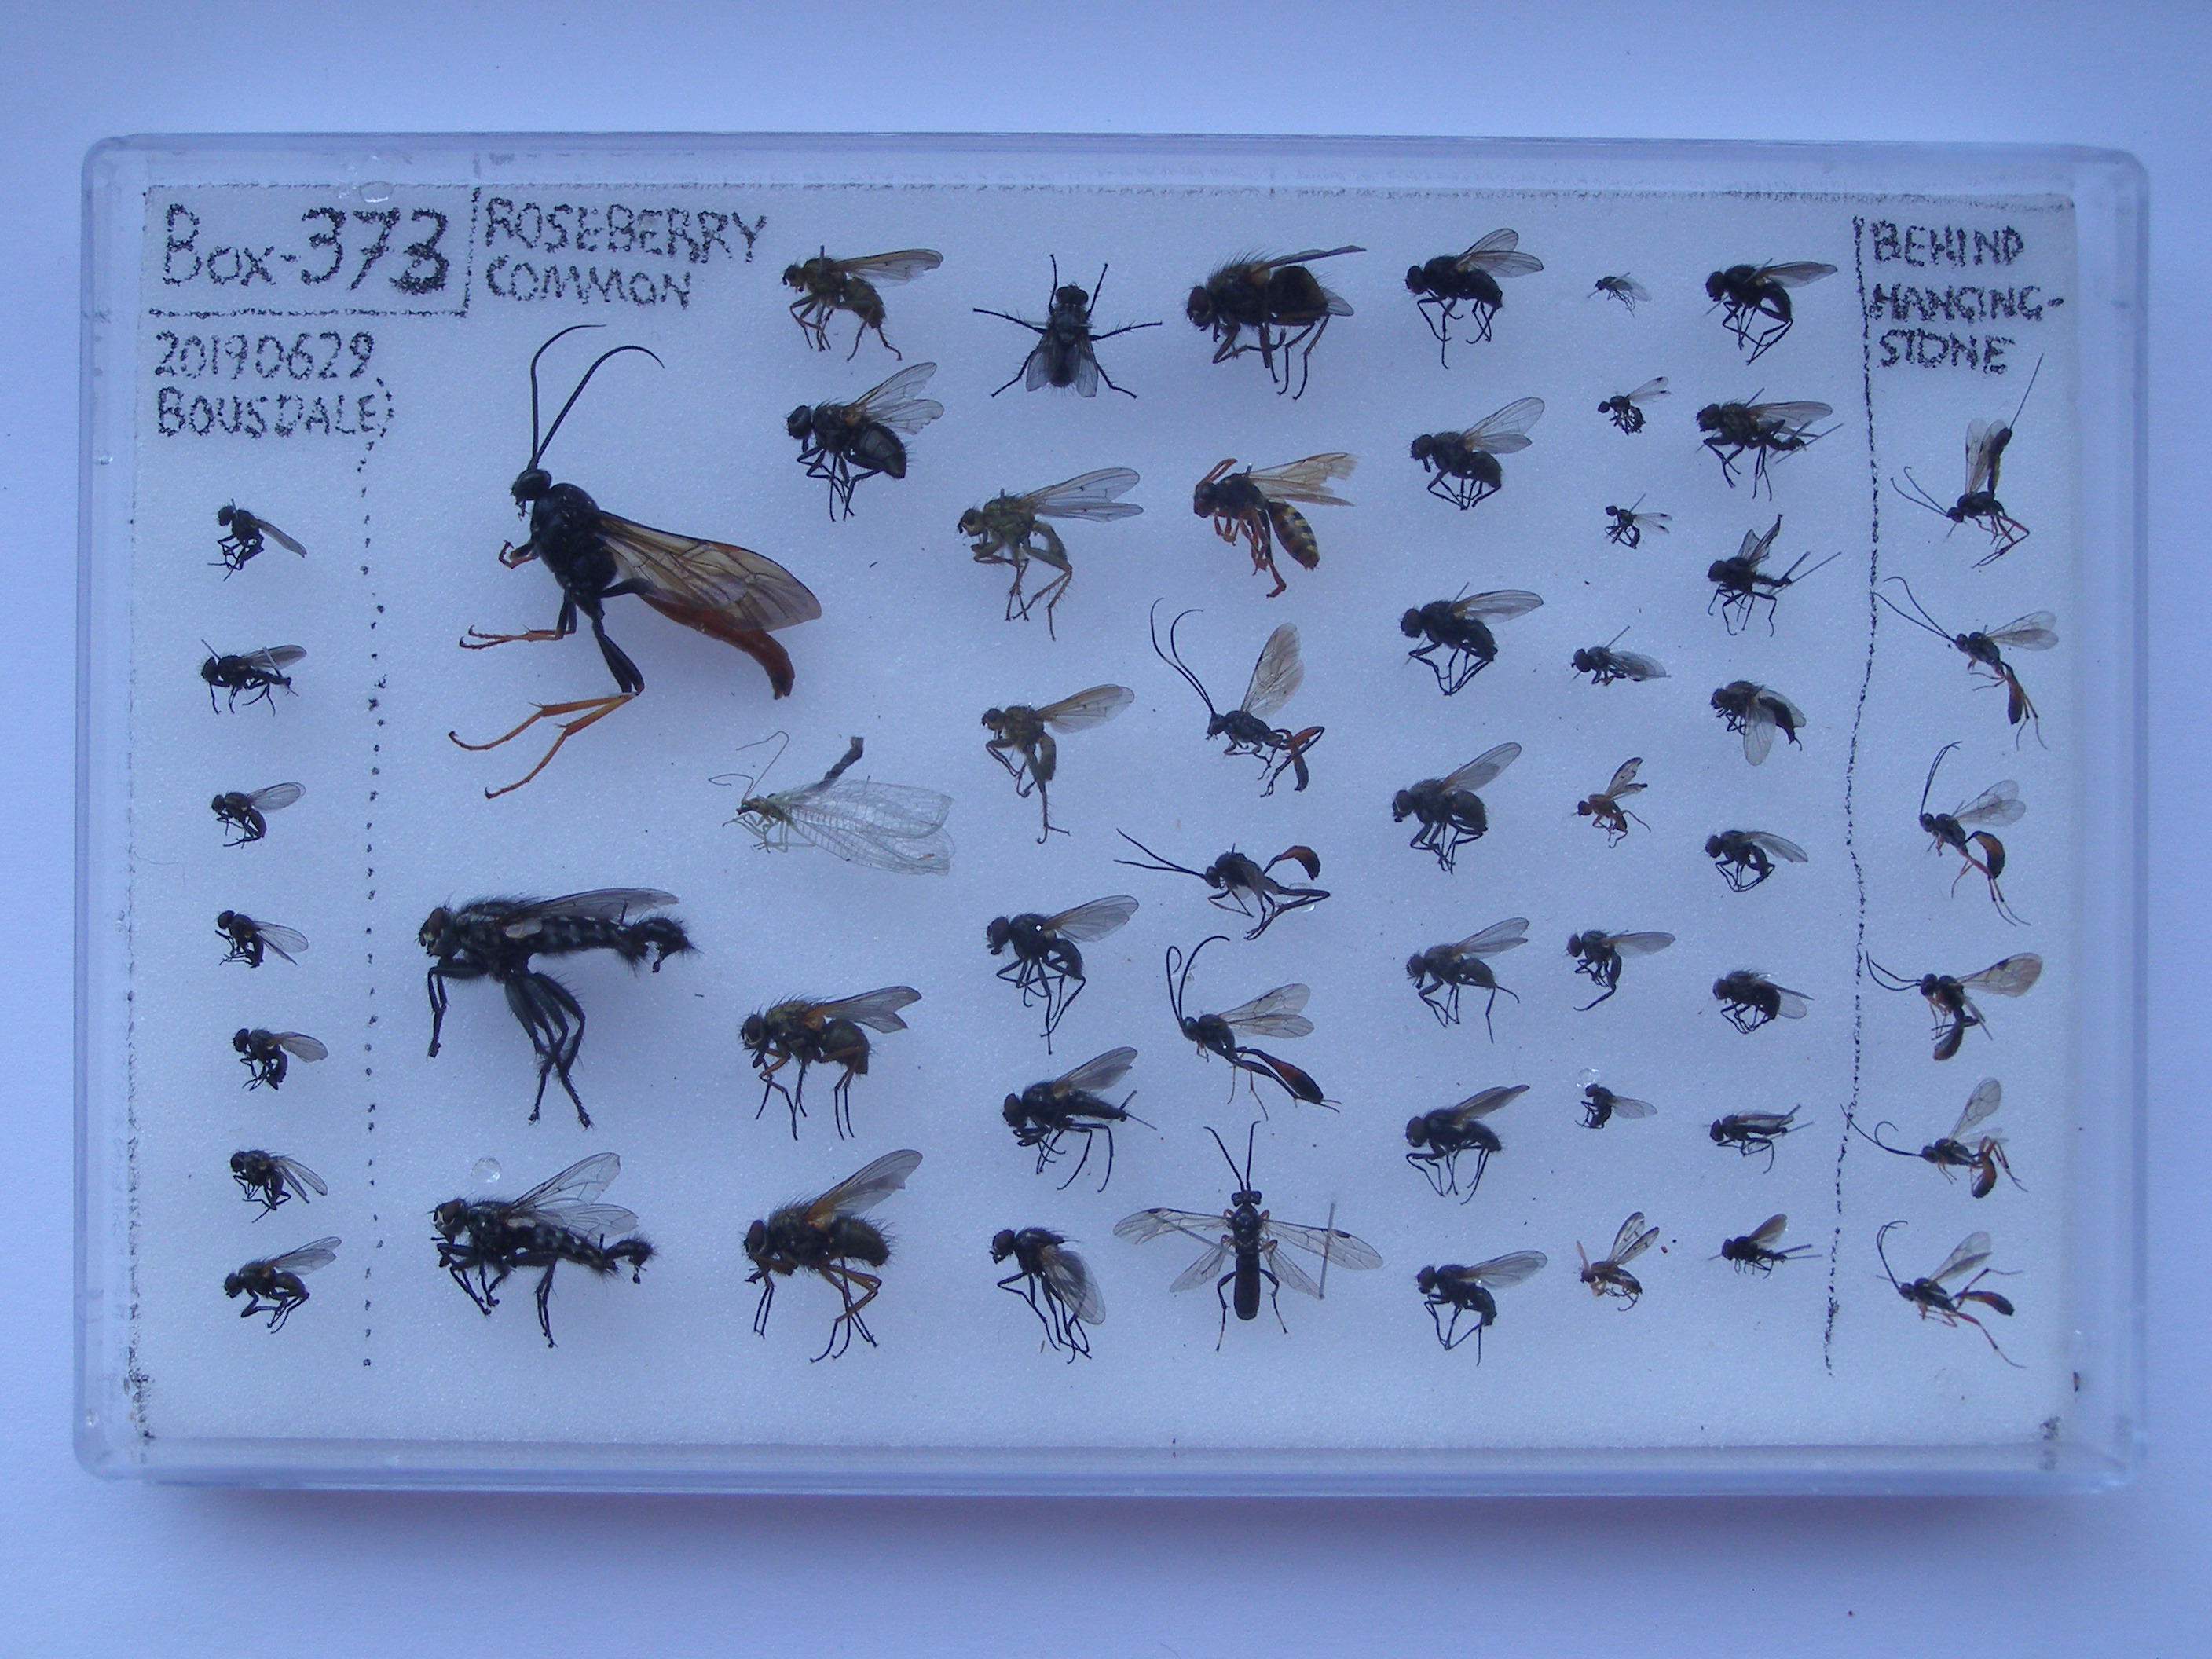 Box-373
ROSEBERRY
COMMON
20190629
BOUSDALE
BEHIND
HANGING-
STONE